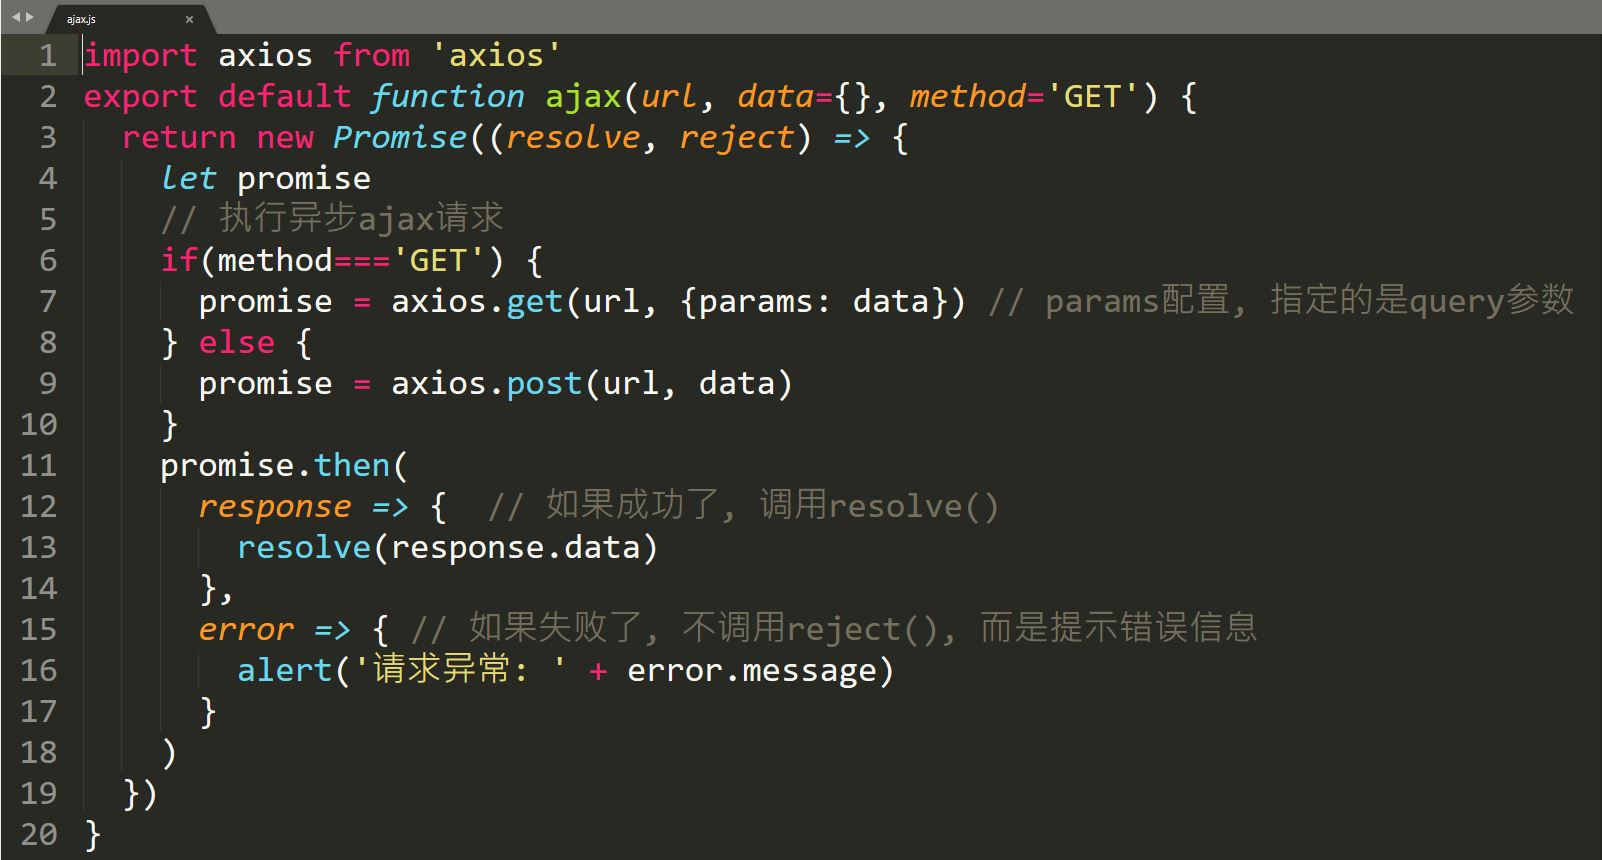 ajax.js ×
1 import axios from 'axios'
2 export default function ajax(url, data={}, method='GET') {
3   return new Promise((resolve, reject) => {
4     let promise
5     // 执行异步ajax请求
6     if(method==='GET') {
7       promise = axios.get(url, {params: data}) // params配置, 指定的是query参数
8     } else {
9       promise = axios.post(url, data)
10     }
11     promise.then(
12       response => {  // 如果成功了, 调用resolve()
13         resolve(response.data)
14       },
15       error => { // 如果失败了, 不调用reject(), 而是提示错误信息
16         alert('请求异常: ' + error.message)
17       }
18     )
19   })
20 }